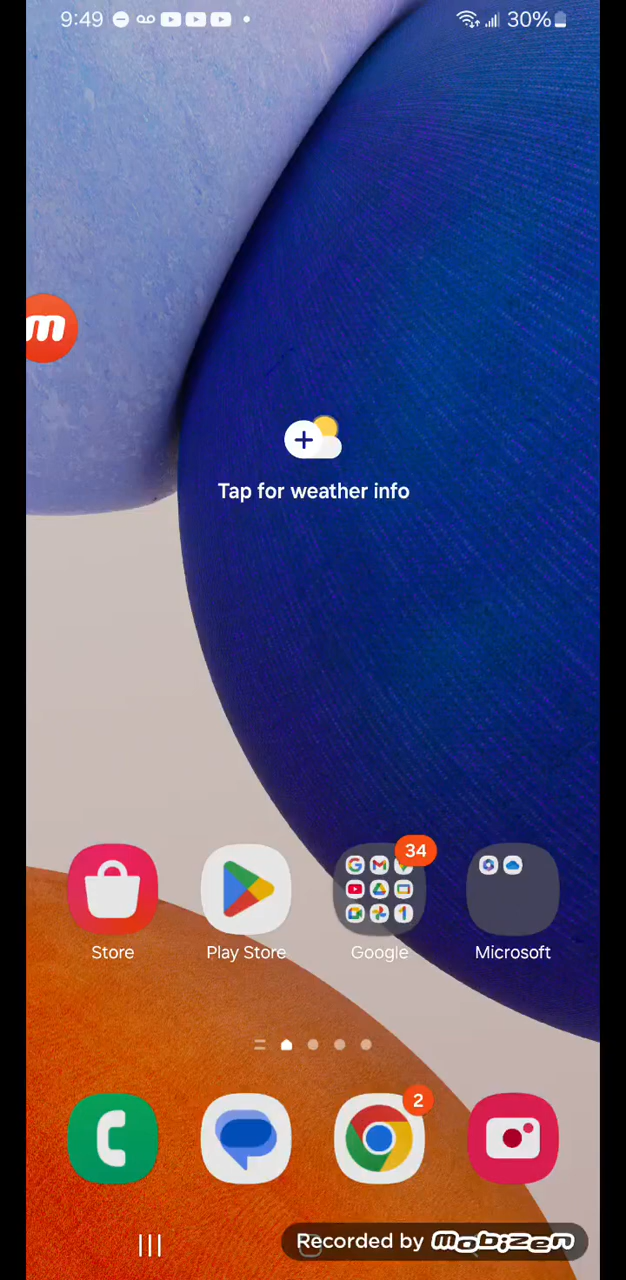 9:49 30%
m
Tap for weather info
34
Store Play Store Google Microsoft
2
Recorded by mobizen